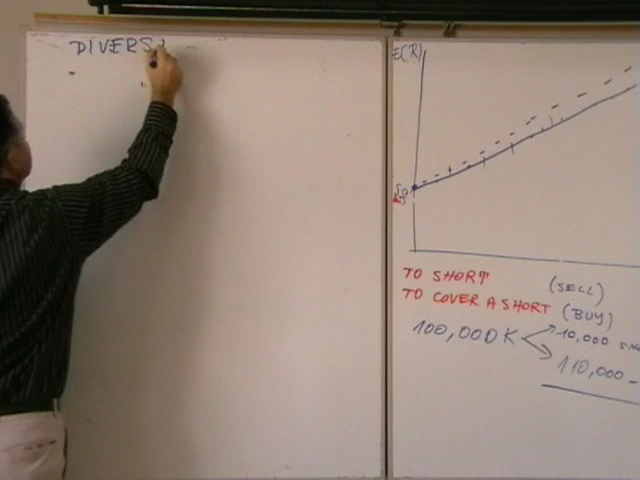 DIVERS
E(R)
TO SHORT
(SELL)
TO COVER A SHORT
(BUY)
100,000K
10,000
110,000 -